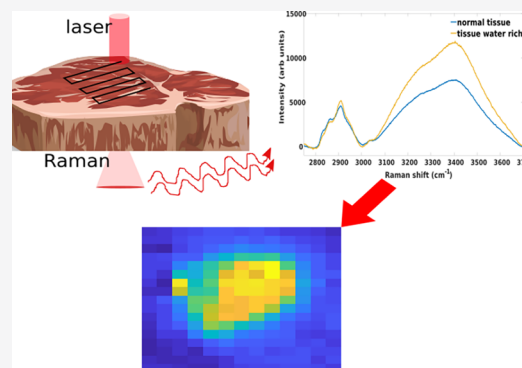 laser
Raman
15000
10000
5000
0
Intensity (arb units)
normal tissue
tissue water rich
2800 2900 3000 3100 3200 3300 3400 3500 3600
Raman shift (cm⁻¹)